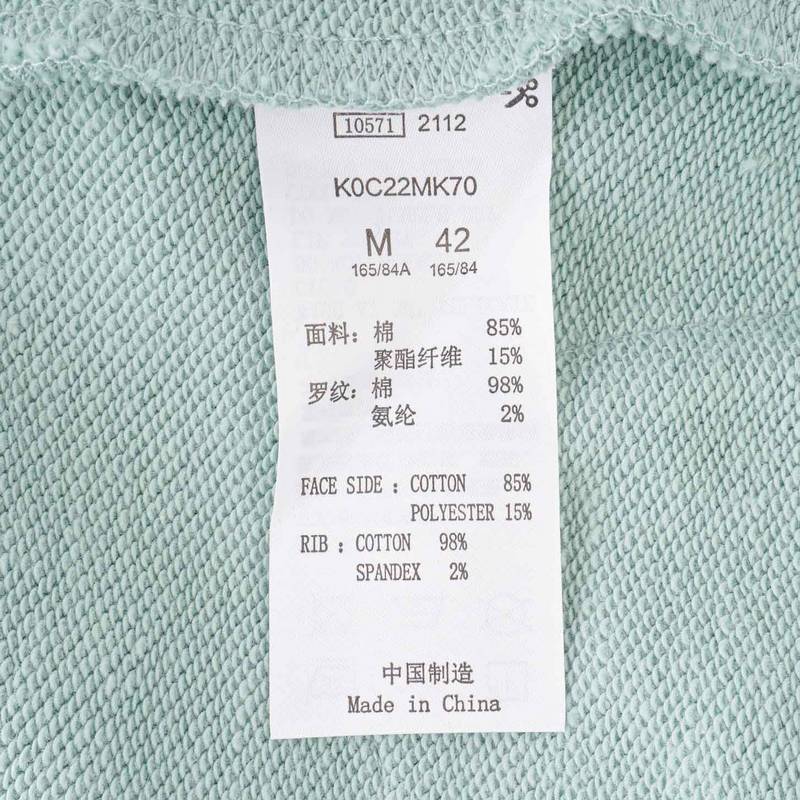 10571 2112
K0C22MK70
M 42
165/84A 165/84
面料: 棉 85%
聚酯纤维 15%
罗纹: 棉 98%
氨纶 2%
FACE SIDE : COTTON 85%
POLYESTER 15%
RIB : COTTON 98%
SPANDEX 2%
中国制造
Made in China